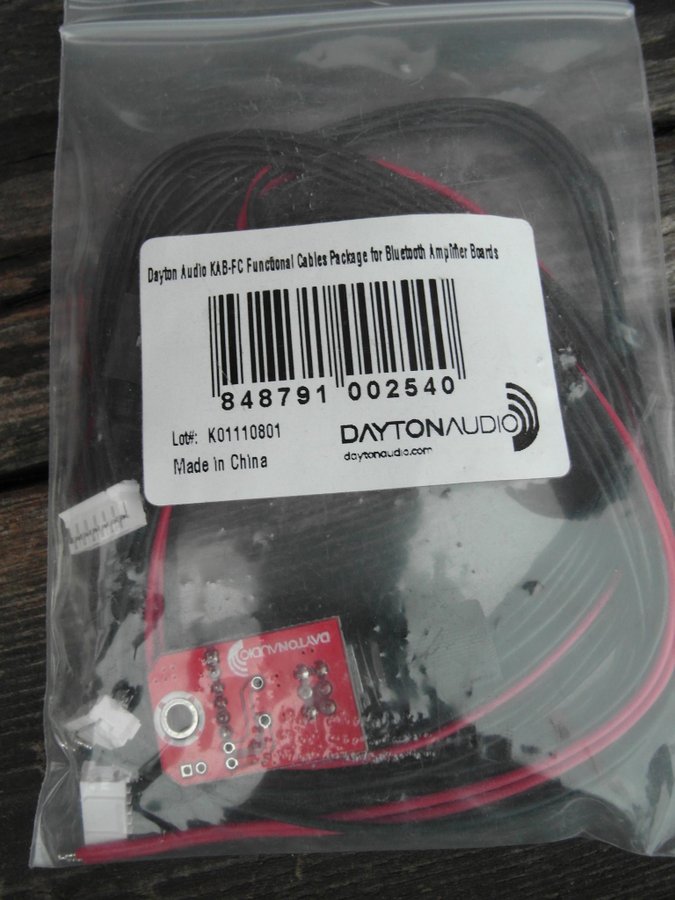 Dayton Audio KAB-FC Functional Cables Package for Bluetooth Amplifier Boards
848791 002540
Lot#: K01110801
Made in China
DAYTONAUDIO
daytonaudio.com
DAYTONAUDIO